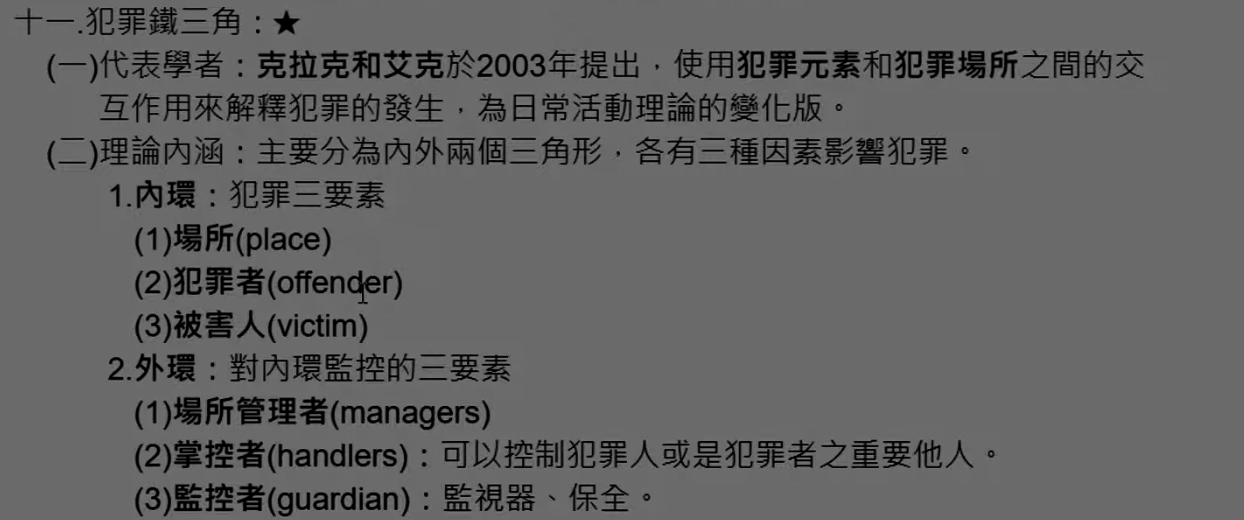 十一.犯罪鐵三角：★
(一)代表學者：克拉克和艾克於2003年提出，使用犯罪元素和犯罪場所之間的交
互作用來解釋犯罪的發生，為日常活動理論的變化版。
(二)理論內涵：主要分為內外兩個三角形，各有三種因素影響犯罪。
1.內環：犯罪三要素
(1)場所(place)
(2)犯罪者(offender)
(3)被害人(victim)
2.外環：對內環監控的三要素
(1)場所管理者(managers)
(2)掌控者(handlers)：可以控制犯罪人或是犯罪者之重要他人。
(3)監控者(guardian)：監視器、保全。